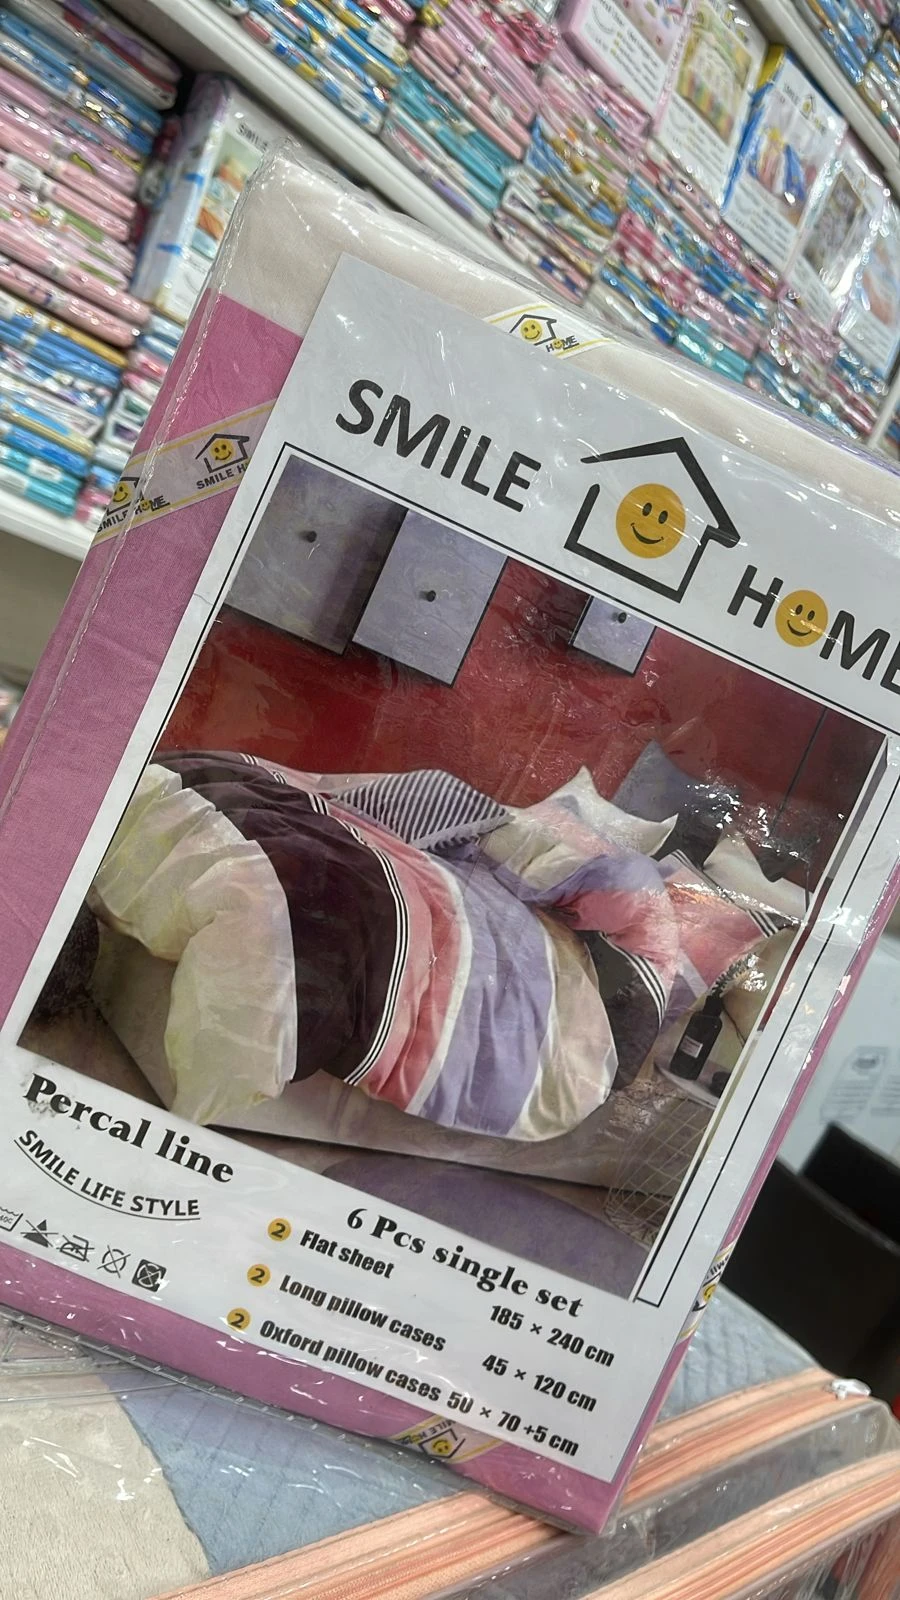 SMILE HOME
HOME
SMILE H
SMILE HOME
Percal line
SMILE LIFE STYLE
6 Pcs single set
2 Flat sheet 185 × 240 cm
2 Long pillow cases 45 × 120 cm
2 Oxford pillow cases 50 × 70 +5 cm